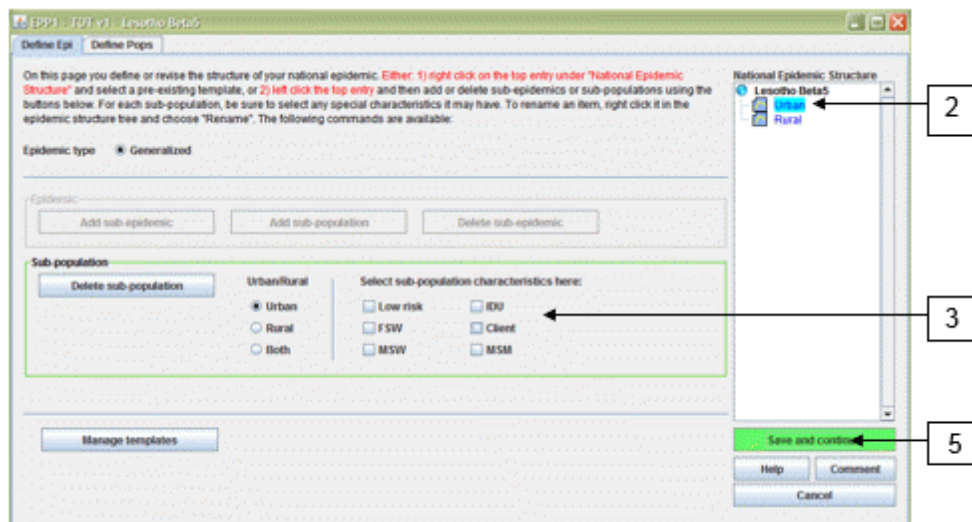 EPP1 - TDT v1 - Lesotho Beta5
Define Epi
Define Pops
On this page you define or revise the structure of your national epidemic. Either: 1) right click on the top entry under "National Epidemic
Structure" and select a pre-existing template, or 2) left click the top entry and then add or delete sub-epidemics or sub-populations using the
buttons below. For each sub-population, be sure to select any special characteristics it may have. To rename an item, right click it in the
epidemic structure tree and choose "Rename". The following commands are available:
National Epidemic Structure
Lesotho Beta5
Urban
Rural
2
Epidemic type
Generalized
Epidemic
Add sub-epidemic
Add sub-population
Delete sub-epidemic
Sub-population
Delete sub-population
Urban/Rural
Urban
Rural
Both
Select sub-population characteristics here:
Low risk
IDU
FSW
Client
MSW
MSM
3
Manage templates
Save and continu
5
Help
Comment
Cancel